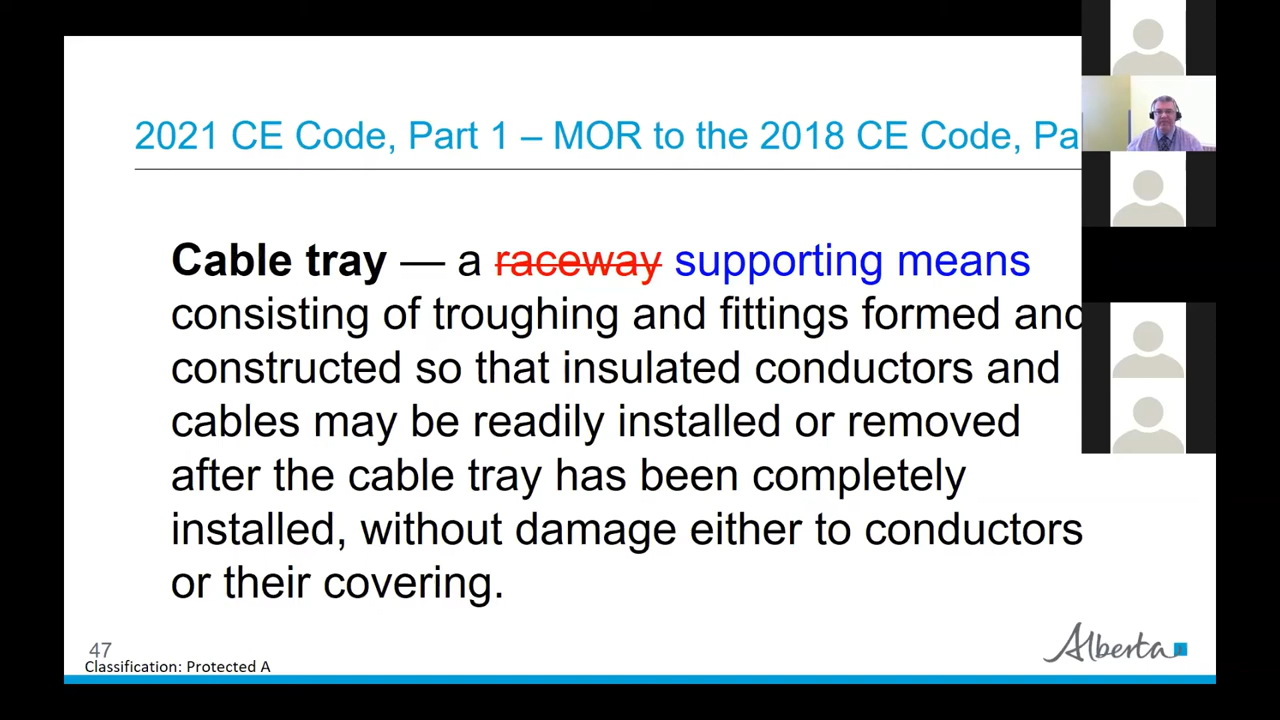 2021 CE Code, Part 1 – MOR to the 2018 CE Code, Pa
Cable tray — a raceway supporting means
consisting of troughing and fittings formed and
constructed so that insulated conductors and
cables may be readily installed or removed
after the cable tray has been completely
installed, without damage either to conductors
or their covering.
47
Classification: Protected A
Alberta